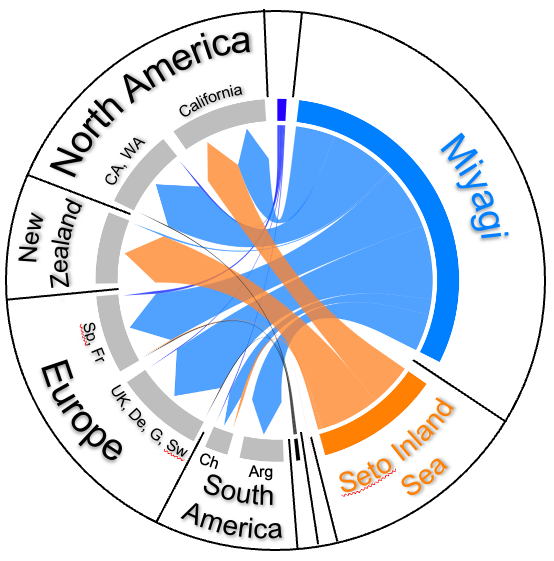 North America
California
CA, WA
New
Zealand
Sp, Fr
Europe
UK, De, G, Sw
Ch
Arg
South
America
Miyagi
Seto Inland
Sea